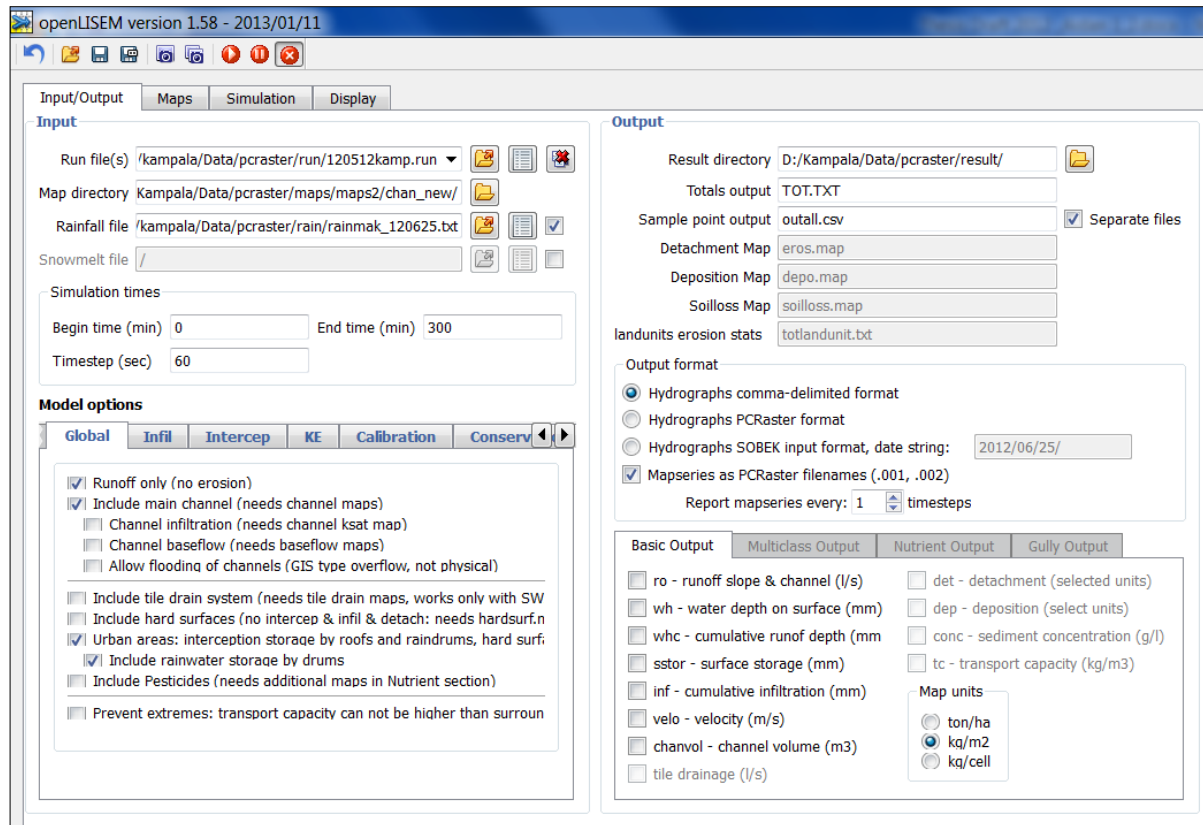 openLISEM version 1.58 - 2013/01/11
Input/Output Maps Simulation Display
Input
Run file(s) /kampala/Data/pcraster/run/120512kamp.run
Map directory Kampala/Data/pcraster/maps/maps2/chan_new/
Rainfall file /kampala/Data/pcraster/rain/rainmak_120625.txt
Snowmelt file /
Simulation times
Begin time (min) 0 End time (min) 300
Timestep (sec) 60
Model options
Global Infil Intercep KE Calibration Conserv
Runoff only (no erosion)
Include main channel (needs channel maps)
Channel infiltration (needs channel ksat map)
Channel baseflow (needs baseflow maps)
Allow flooding of channels (GIS type overflow, not physical)
Include tile drain system (needs tile drain maps, works only with SW
Include hard surfaces (no intercep & infil & detach: needs hardsurf.n
Urban areas: interception storage by roofs and raindrums, hard surfa
Include rainwater storage by drums
Include Pesticides (needs additional maps in Nutrient section)
Prevent extremes: transport capacity can not be higher than surroun
Output
Result directory D:/Kampala/Data/pcraster/result/
Totals output TOT.TXT
Sample point output outall.csv Separate files
Detachment Map eros.map
Deposition Map depo.map
Soilloss Map soilloss.map
landunits erosion stats totlandunit.txt
Output format
Hydrographs comma-delimited format
Hydrographs PCRaster format
Hydrographs SOBEK input format, date string: 2012/06/25/
Mapseries as PCRaster filenames (.001, .002)
Report mapseries every: 1 timesteps
Basic Output Multiclass Output Nutrient Output Gully Output
ro - runoff slope & channel (l/s)
wh - water depth on surface (mm)
whc - cumulative runof depth (mm
sstor - surface storage (mm)
inf - cumulative infiltration (mm)
velo - velocity (m/s)
chanvol - channel volume (m3)
tile drainage (l/s)
det - detachment (selected units)
dep - deposition (select units)
conc - sediment concentration (g/l)
tc - transport capacity (kg/m3)
Map units
ton/ha
kg/m2
kg/cell